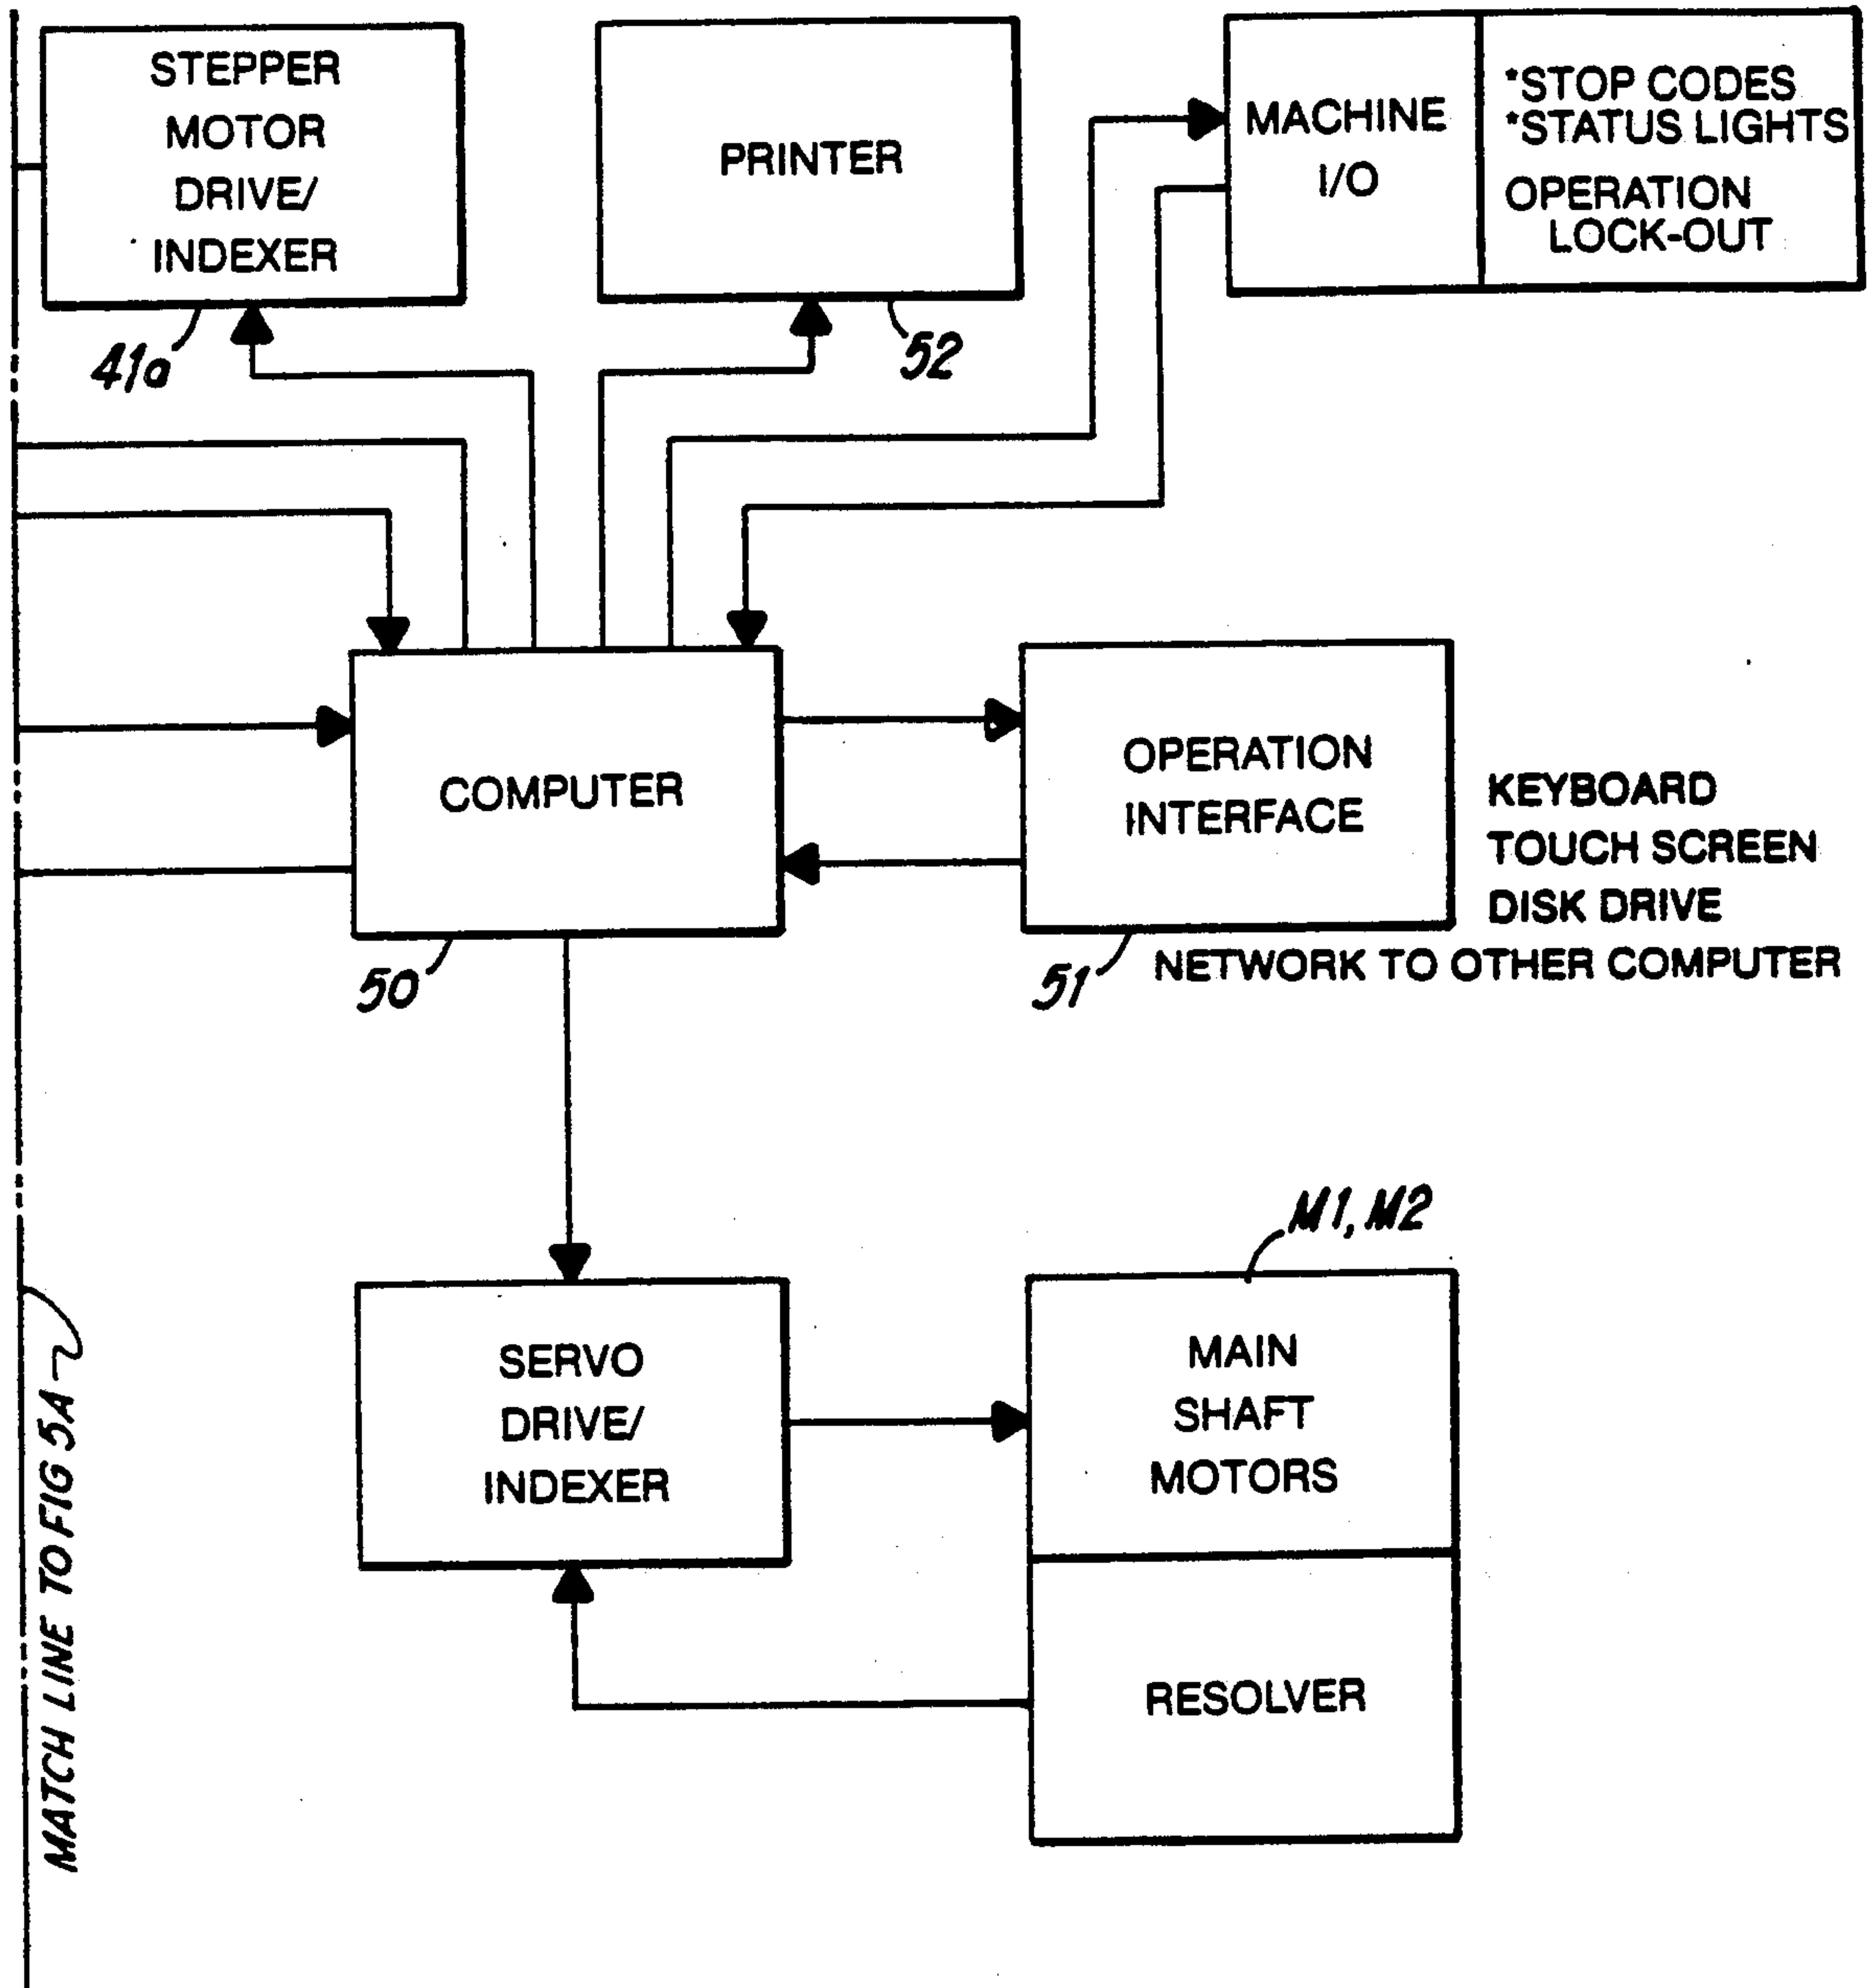 STEPPER
MOTOR
DRIVE/
INDEXER
41a
PRINTER
52
MACHINE
I/O
*STOP CODES
*STATUS LIGHTS
OPERATION
LOCK-OUT
COMPUTER
50
OPERATION
INTERFACE
51
KEYBOARD
TOUCH SCREEN
DISK DRIVE
NETWORK TO OTHER COMPUTER
SERVO
DRIVE/
INDEXER
M1, M2
MAIN
SHAFT
MOTORS
RESOLVER
MATCH LINE TO FIG 5A